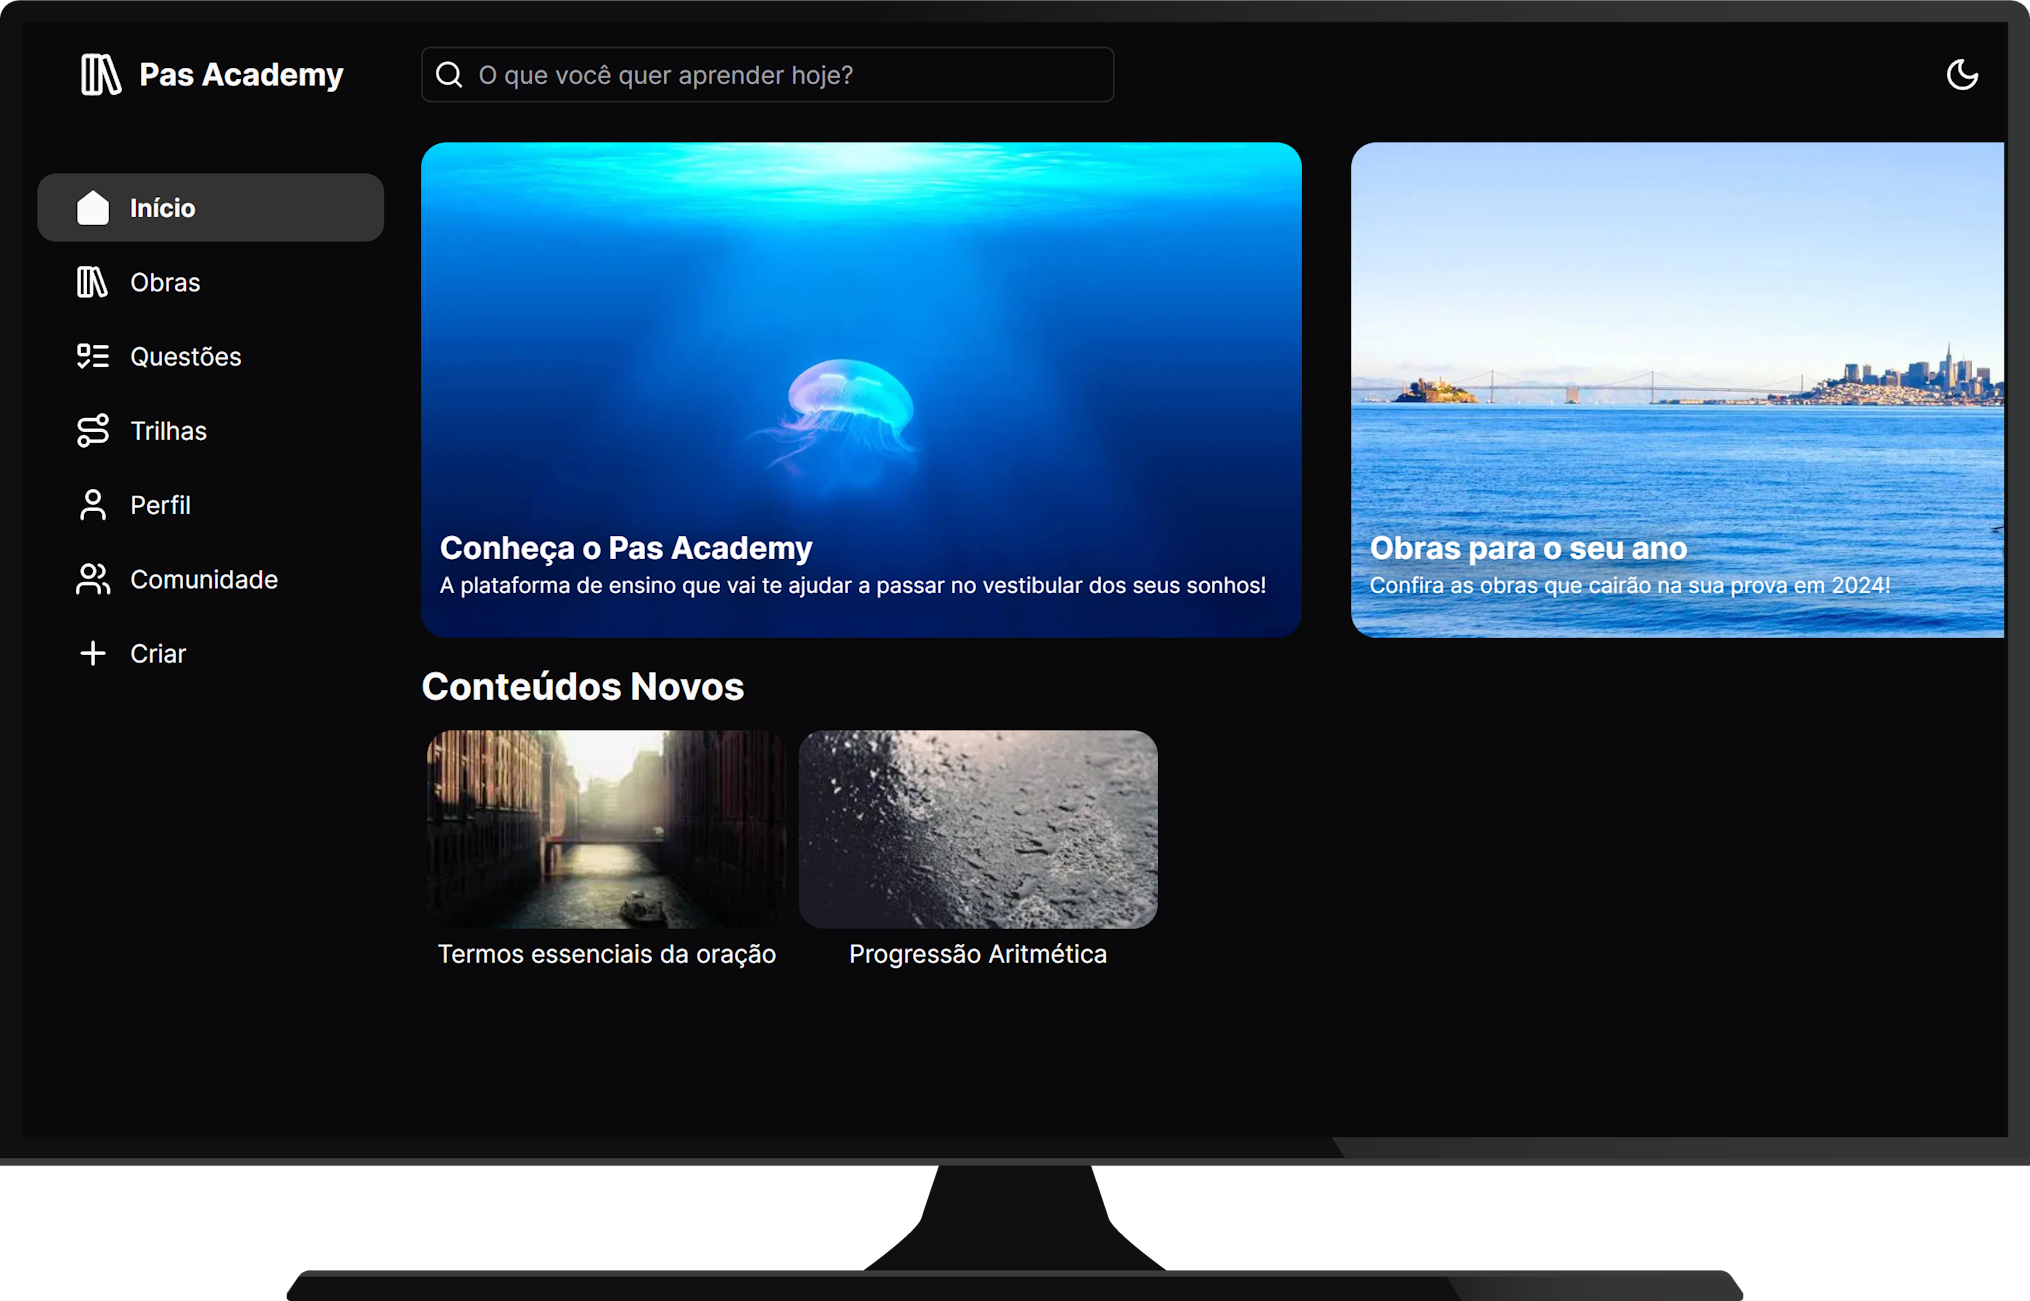 Pas Academy
O que você quer aprender hoje?
Início
Obras
Questões
Trilhas
Perfil
Comunidade
Criar
Conheça o Pas Academy
A plataforma de ensino que vai te ajudar a passar no vestibular dos seus sonhos!
Obras para o seu ano
Confira as obras que cairão na sua prova em 2024!
Conteúdos Novos
Termos essenciais da oração
Progressão Aritmética